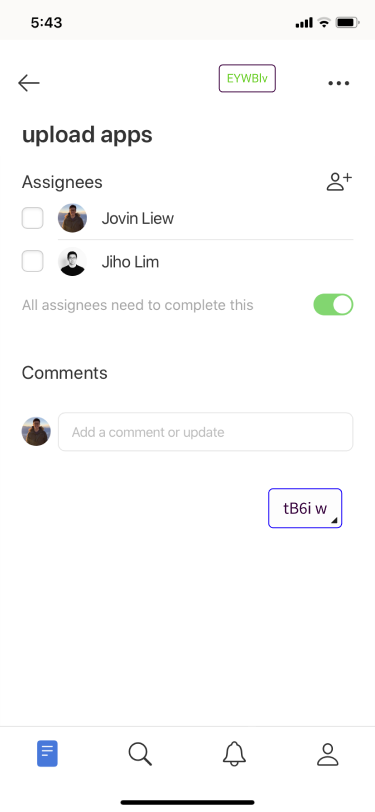 5:43
EYWBlv
upload apps
Assignees
Jovin Liew
Jiho Lim
All assignees need to complete this
Comments
Add a comment or update
tB6i w